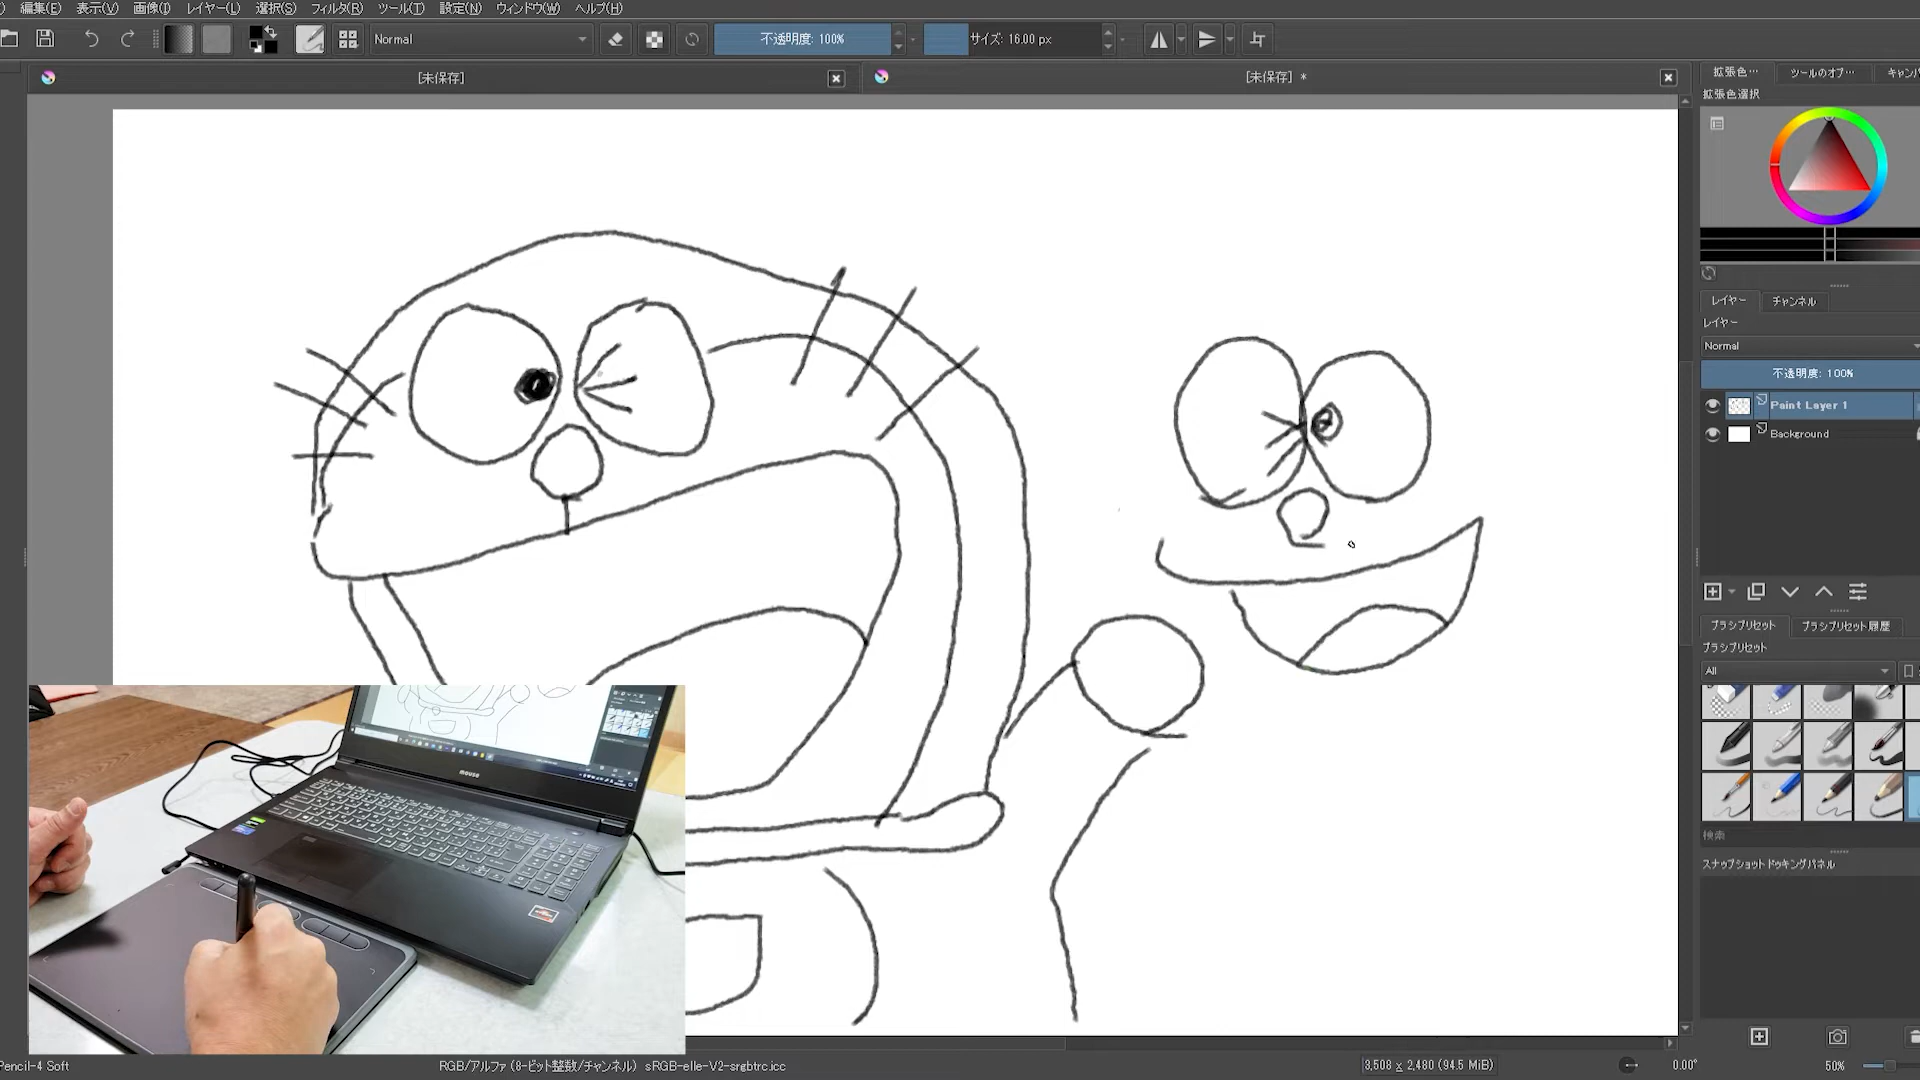 編集(E) 表示(V) 画像(I) レイヤー(L) 選択(S) フィルタ(R) ツール(T) 設定(N) ウィンドウ(W) ヘルプ(H)
Normal 不透明度: 100% サイズ: 16.00 px
[未保存] [未保存] *
拡張色… ツールのオプ… キャンバ
拡張色選択
レイヤー チャンネル
レイヤー
Normal
不透明度: 100%
Paint Layer 1
Background
ブラシプリセット ブラシプリセット履歴
ブラシプリセット
All
検索
スナップショットドッキングパネル
mouse
Pencil-4 Soft RGB/アルファ (8-ビット整数/チャンネル) sRGB-elle-V2-srgbtrc.icc 3,508 x 2,480 (94.5 MiB) 0.00° 50%